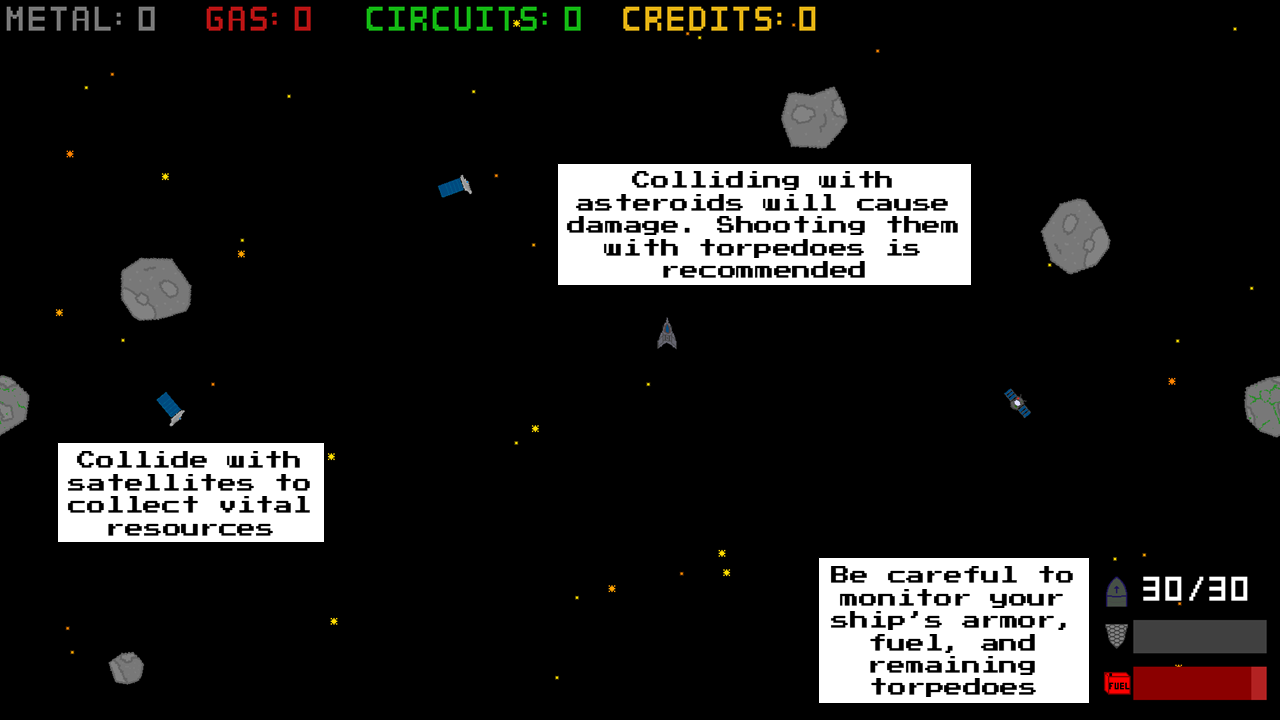 METAL: 0 GAS: 0 CIRCUITS: 0 CREDITS: 0
Colliding with
asteroids will cause
damage. Shooting them
with torpedoes is
recommended
Collide with
satellites to
collect vital
resources
Be careful to
monitor your
ship's armor,
fuel, and
remaining
torpedoes
30/30
FUEL